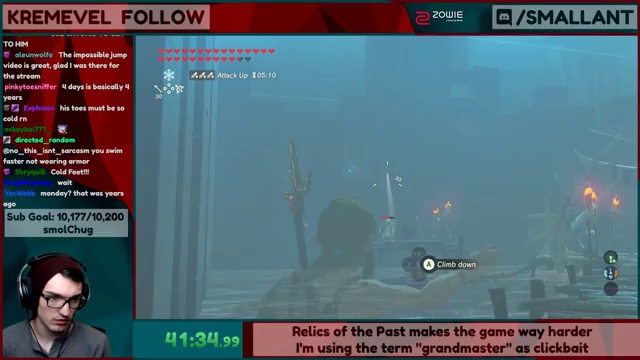 KREMEVEL FOLLOW
ZOWIE
/SMALLANT
TO HIM
aleunwolfe The impossible jump
video is great, glad I was there for
the stream
pinkytoesniffer 4 days is basically 4
years
Exphixon his toes must be so
cold rn
mikeybai777_
directed_random
@no_this_isnt_sarcasm you swim
faster not wearing armor
Shryquill Cold Feet!!!
wait
YesWebb monday? that was years
ago
Sub Goal: 10,177/10,200
smolChug
Attack Up 05:10
30
30
A Climb down
41:34.99
Relics of the Past makes the game way harder
I'm using the term "grandmaster" as clickbait